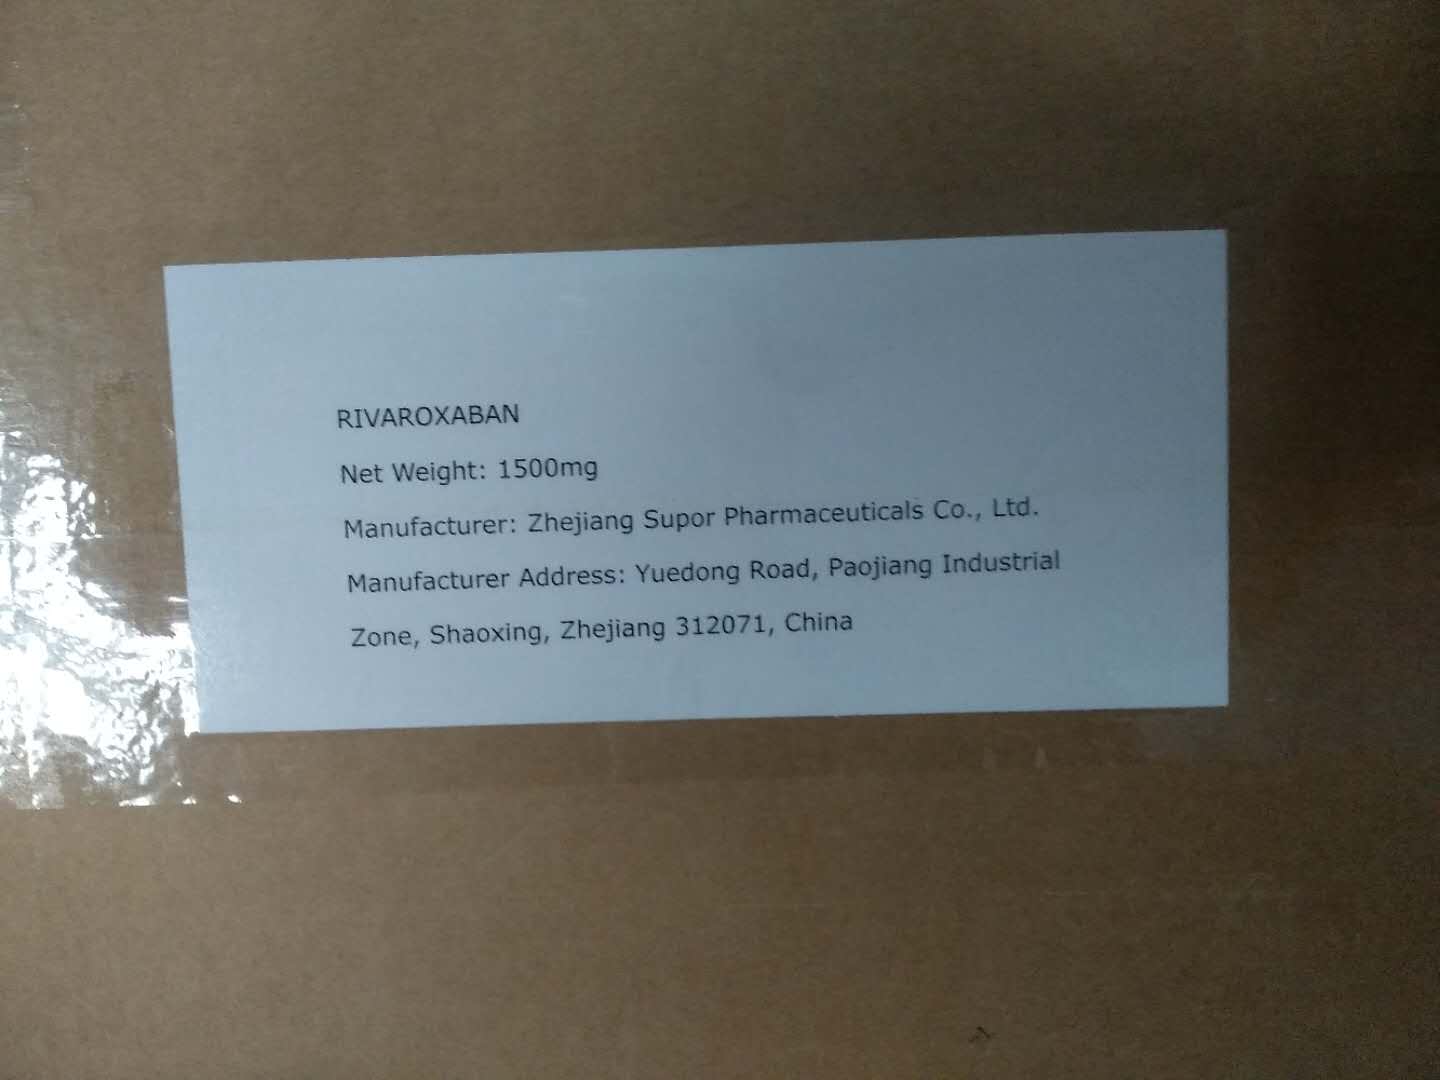 RIVAROXABAN
Net Weight: 1500mg
Manufacturer: Zhejiang Supor Pharmaceuticals Co., Ltd.
Manufacturer Address: Yuedong Road, Paojiang Industrial
Zone, Shaoxing, Zhejiang 312071, China